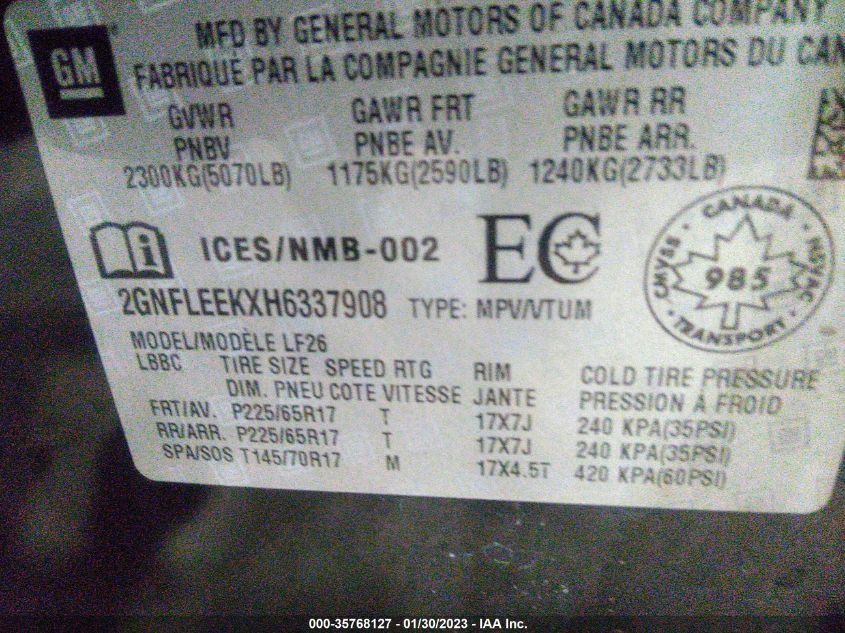 GM
MFD BY GENERAL MOTORS OF CANADA COMPANY
FABRIQUÉ PAR LA COMPAGNIE GENERAL MOTORS DU CAN
GVWR GAWR FRT GAWR RR
PNBV PNBE AV. PNBE ARR.
2300KG(5070LB) 1175KG(2590LB) 1240KG(2733LB)
ICES/NMB-002 EC
CANADA
CMVSS 985 NSVAC
TRANSPORT
2GNFLEEKXH6337908 TYPE: MPV/VTUM
MODEL/MODÈLE LF26
LBBC TIRE SIZE SPEED RTG RIM COLD TIRE PRESSURE
DIM. PNEU COTE VITESSE JANTE PRESSION À FROID
FRT/AV. P225/65R17 T 17X7J 240 KPA(35PSI)
RR/ARR. P225/65R17 T 17X7J 240 KPA(35PSI)
SPA/SOS T145/70R17 M 17X4.5T 420 KPA(60PSI)
000-35768127 - 01/30/2023 - IAA Inc.